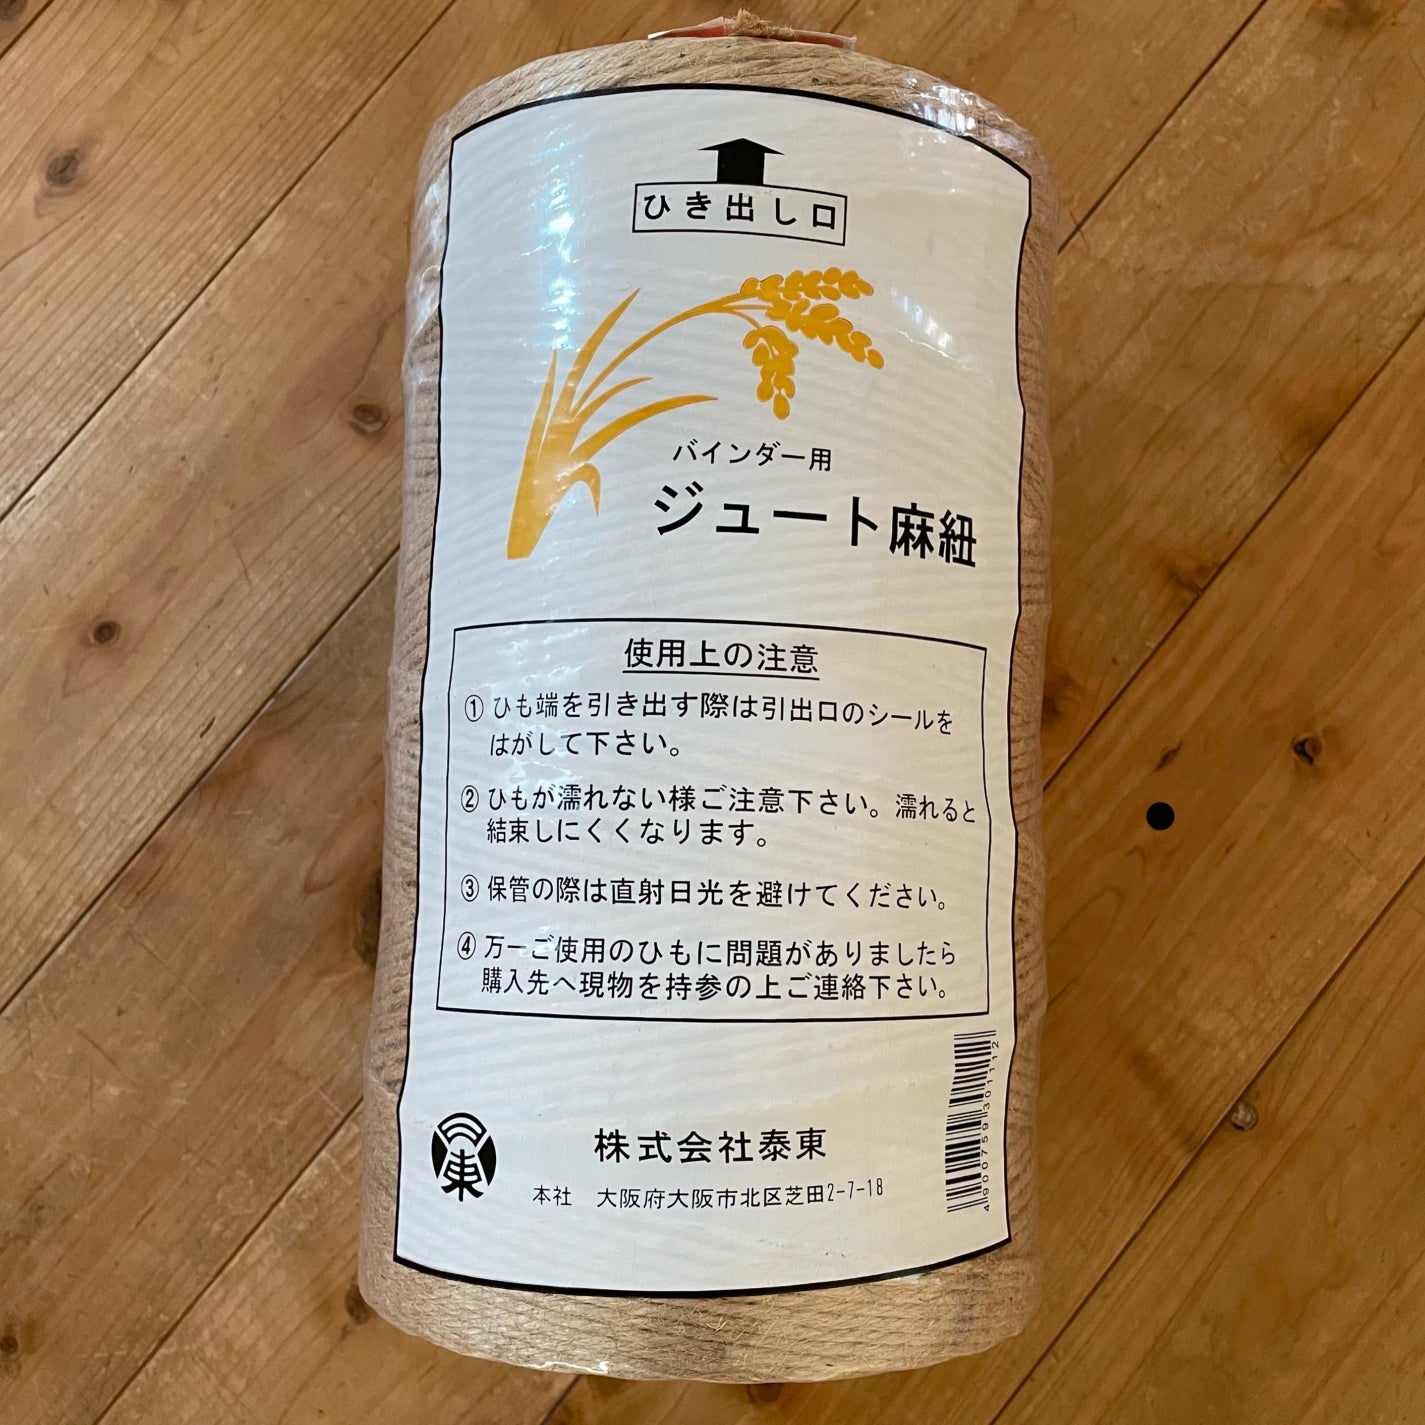 ひき出し口
バインダー用
ジュート麻紐
使用上の注意
① ひも端を引き出す際は引出口のシールを
はがして下さい。
② ひもが濡れない様ご注意下さい。濡れると
結束しにくくなります。
③ 保管の際は直射日光を避けてください。
④ 万一ご使用のひもに問題がありましたら
購入先へ現物を持参の上ご連絡下さい。
東
株式会社泰東
本社 大阪府大阪市北区芝田2-7-18
4900759301112